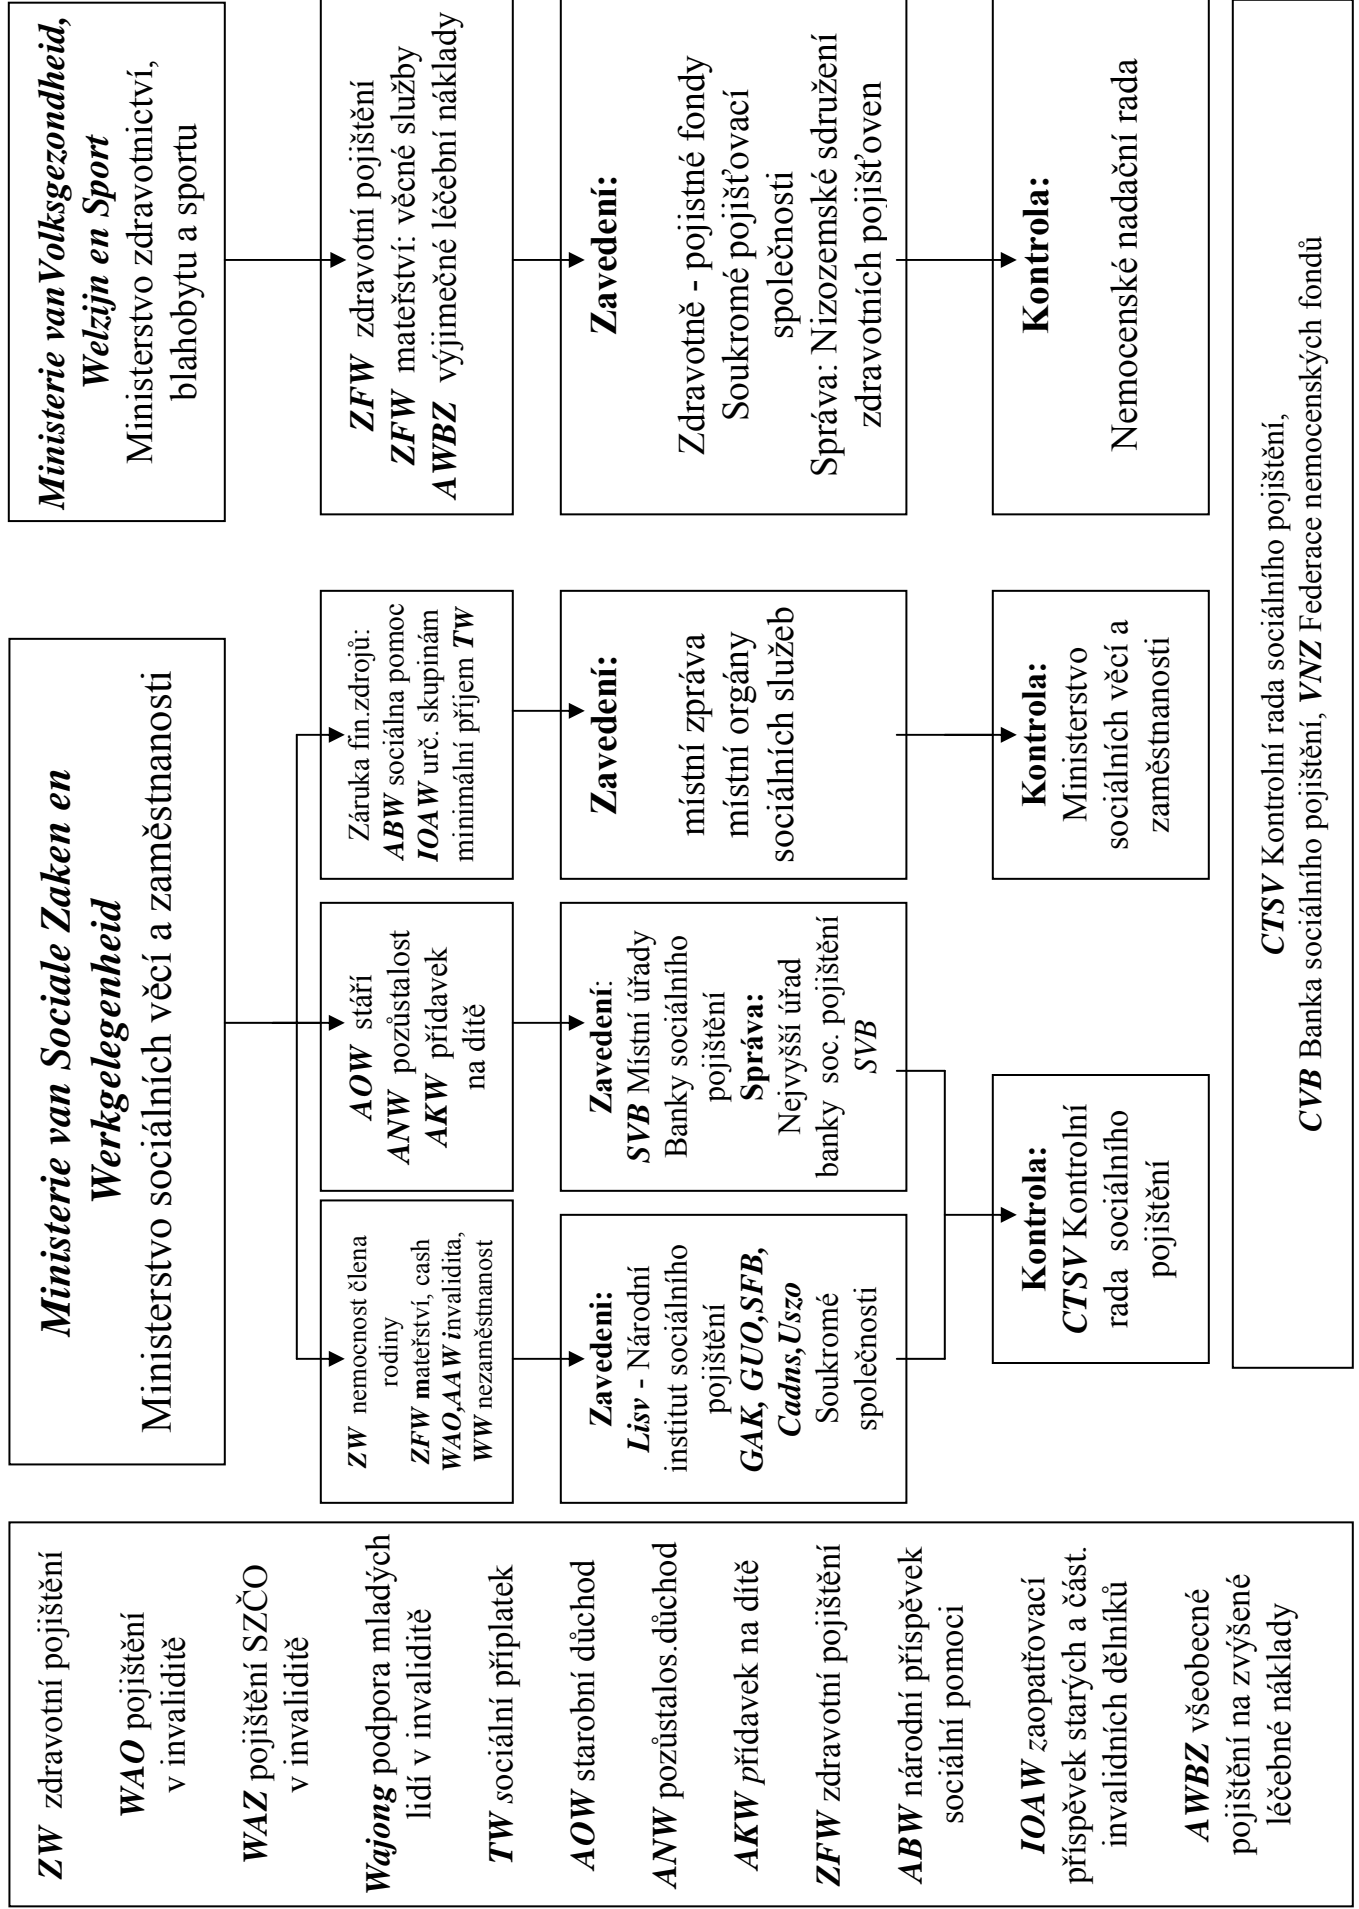 ZW zdravotní pojištění
WAO pojištění
v invaliditě
WAZ pojištění SZČO
v invaliditě
Wajong podpora mladých
lidí v invaliditě
TW sociální příplatek
AOW starobní důchod
ANW pozůstalos.důchod
AKW přídavek na dítě
ZFW zdravotní pojištění
ABW národní příspěvek
sociální pomoci
IOAW zaopatřovací
příspěvek starých a část.
invalidních dělníků
AWBZ všeobecné
pojištění na zvýšené
léčebné náklady
Ministerie van Sociale Zaken en
Werkgelegenheid
Ministerstvo sociálních věcí a zaměstnanosti
ZW nemocnost člena
rodiny
ZFW mateřství, cash
WAO,AAW invalidita,
WW nezaměstnanost
AOW stáří
ANW pozůstalost
AKW přídavek
na dítě
Záruka fin.zdrojů:
ABW sociálna pomoc
IOAW urč. skupinám
minimální příjem TW
Zavedeni:
Lisv - Národní
institut sociálního
pojištění
GAK, GUO,SFB,
Cadns,Uszo
Soukromé
společnosti
Zavedení:
SVB Místní úřady
Banky sociálního
pojištění
Správa:
Nejvyšší úřad
banky soc. pojištění
SVB
Zavedení:
místní zpráva
místní orgány
sociálních služeb
Kontrola:
CTSV Kontrolní
rada sociálního
pojištění
Kontrola:
Ministerstvo
sociálních věcí a
zaměstnanosti
Ministerie van Volksgezondheid,
Welzijn en Sport
Ministerstvo zdravotnictví,
blahobytu a sportu
ZFW zdravotní pojištění
ZFW mateřství: věcné služby
AWBZ výjimečné léčební náklady
Zavedení:
Zdravotně - pojistné fondy
Soukromé pojišťovací
společnosti
Správa: Nizozemské sdružení
zdravotních pojišťoven
Kontrola:
Nemocenské nadační rada
CTSV Kontrolní rada sociálního pojištění,
CVB Banka sociálního pojištění, VNZ Federace nemocenských fondů